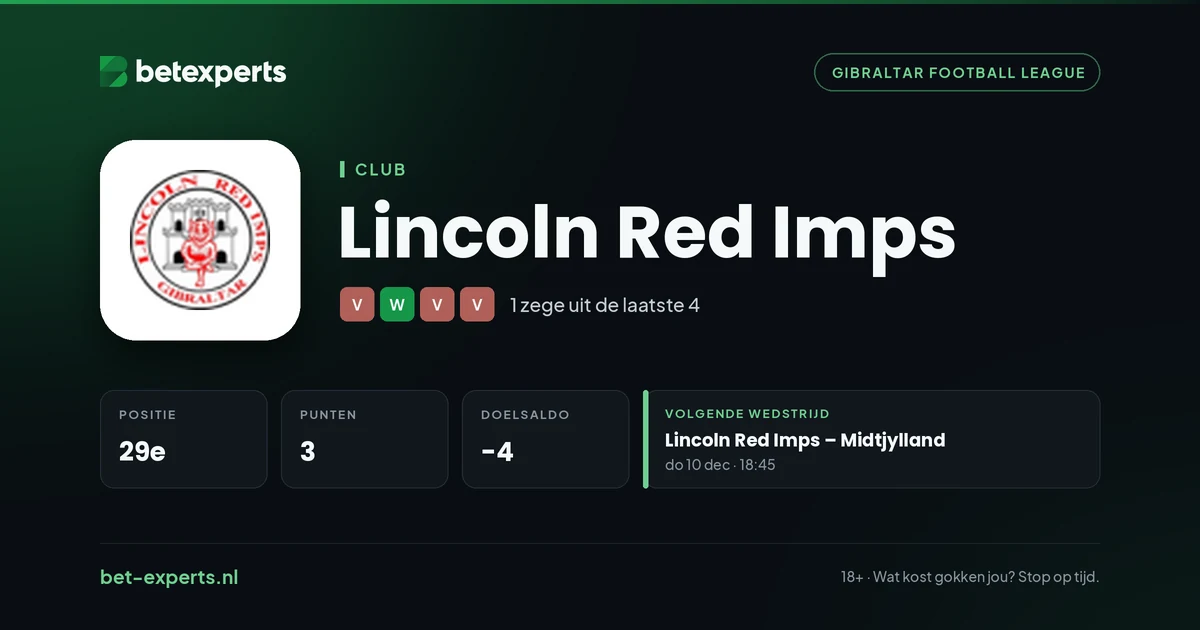 betexperts
GIBRALTAR FOOTBALL LEAGUE
LINCOLN RED IMPS
GIBRALTAR
CLUB
Lincoln Red Imps
V W V V 1 zege uit de laatste 4
POSITIE
29e
PUNTEN
3
DOELSALDO
-4
VOLGENDE WEDSTRIJD
Lincoln Red Imps – Midtjylland
do 10 dec · 18:45
bet-experts.nl
18+ · Wat kost gokken jou? Stop op tijd.